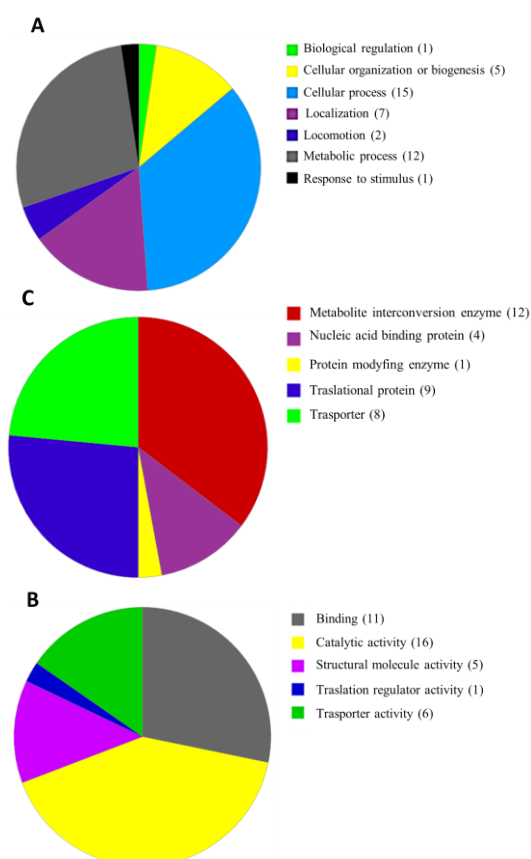 A
Biological regulation (1)
Cellular organization or biogenesis (5)
Cellular process (15)
Localization (7)
Locomotion (2)
Metabolic process (12)
Response to stimulus (1)
C
Metabolite interconversion enzyme (12)
Nucleic acid binding protein (4)
Protein modyfing enzyme (1)
Traslational protein (9)
Trasporter (8)
B
Binding (11)
Catalytic activity (16)
Structural molecule activity (5)
Traslation regulator activity (1)
Trasporter activity (6)